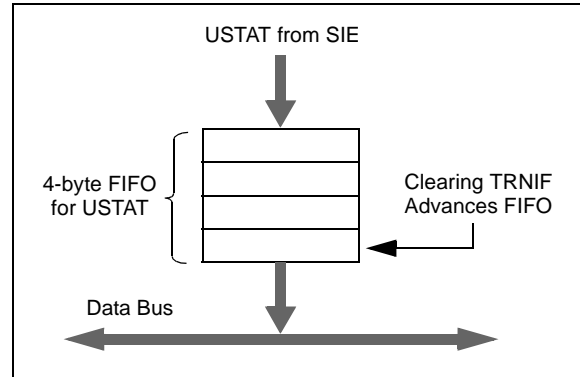 USTAT from SIE
4-byte FIFO
for USTAT
Clearing TRNIF
Advances FIFO
Data Bus